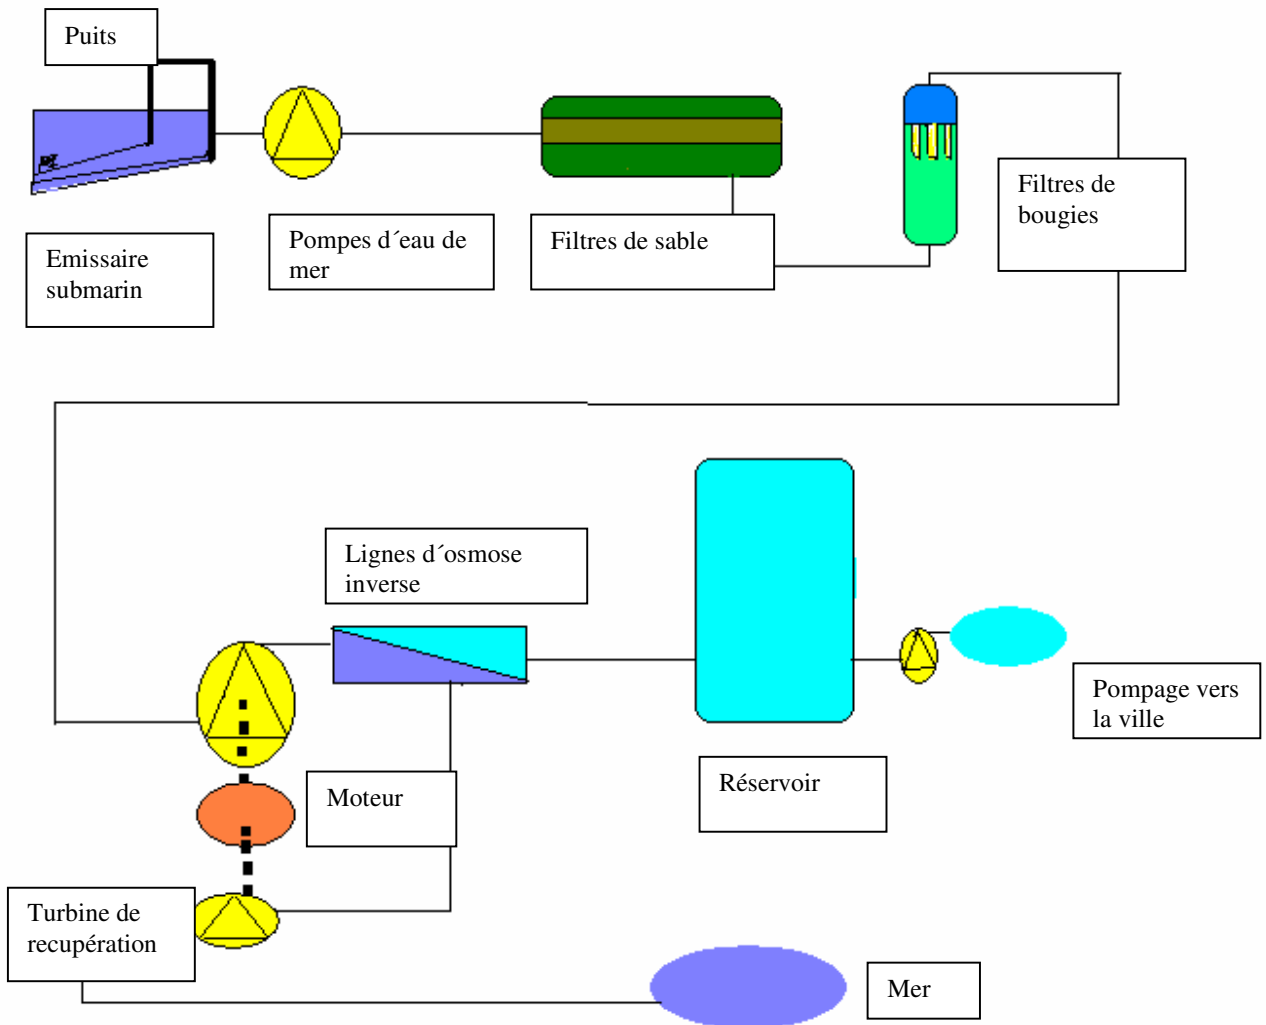 Puits
Emissaire
submarin
Pompes d´eau de
mer
Filtres de sable
Filtres de
bougies
Lignes d´osmose
inverse
Moteur
Réservoir
Pompage vers
la ville
Turbine de
recupération
Mer